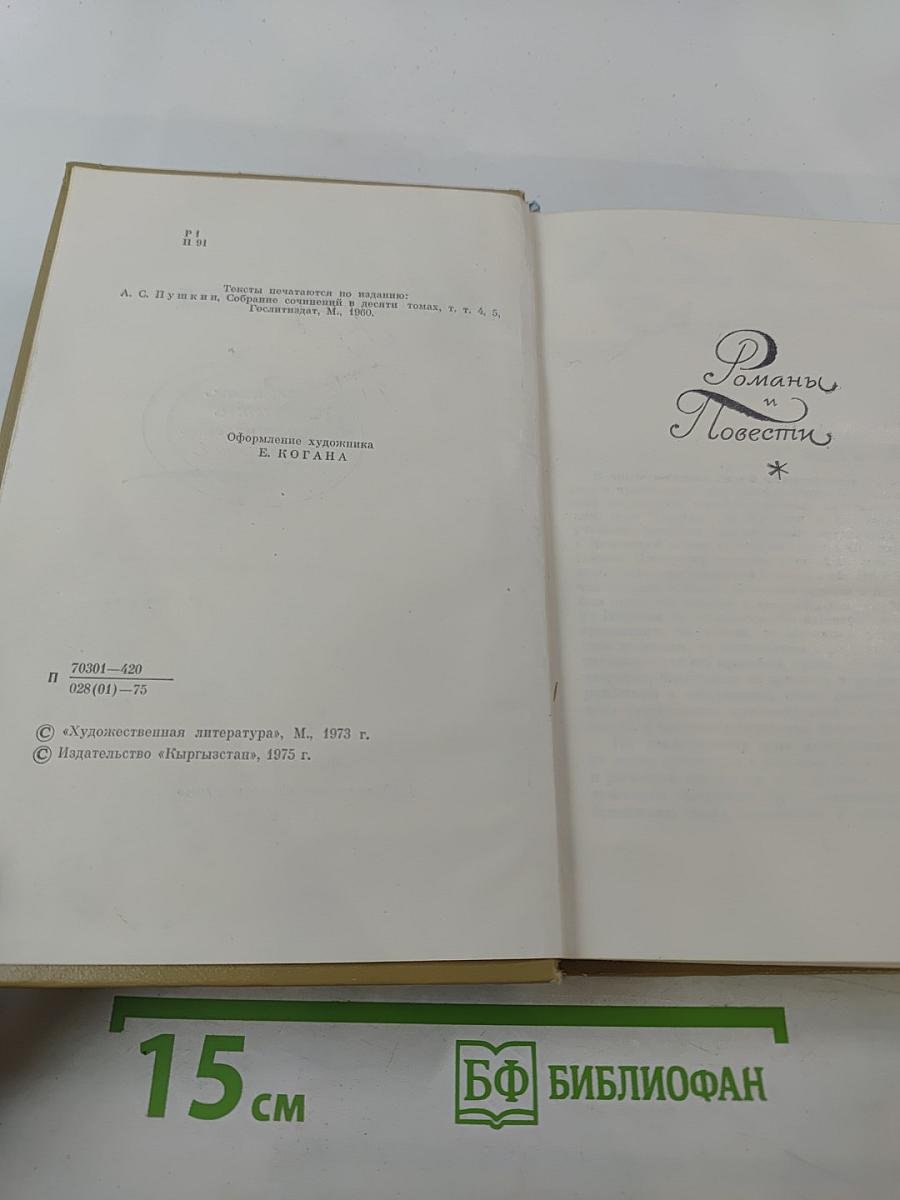 Р 1
П 91
Тексты печатаются по изданию:
А. С. Пушкин, Собрание сочинений в десяти томах, т. т. 4, 5,
Гослитиздат, М., 1960.
Оформление художника
Е. КОГАНА
П 70301—420
028(01)—75
© «Художественная литература», М., 1973 г.
© Издательство «Кыргызстан», 1975 г.
Романы
и
Повести
*
15 см
БФ БИБЛИОФАН